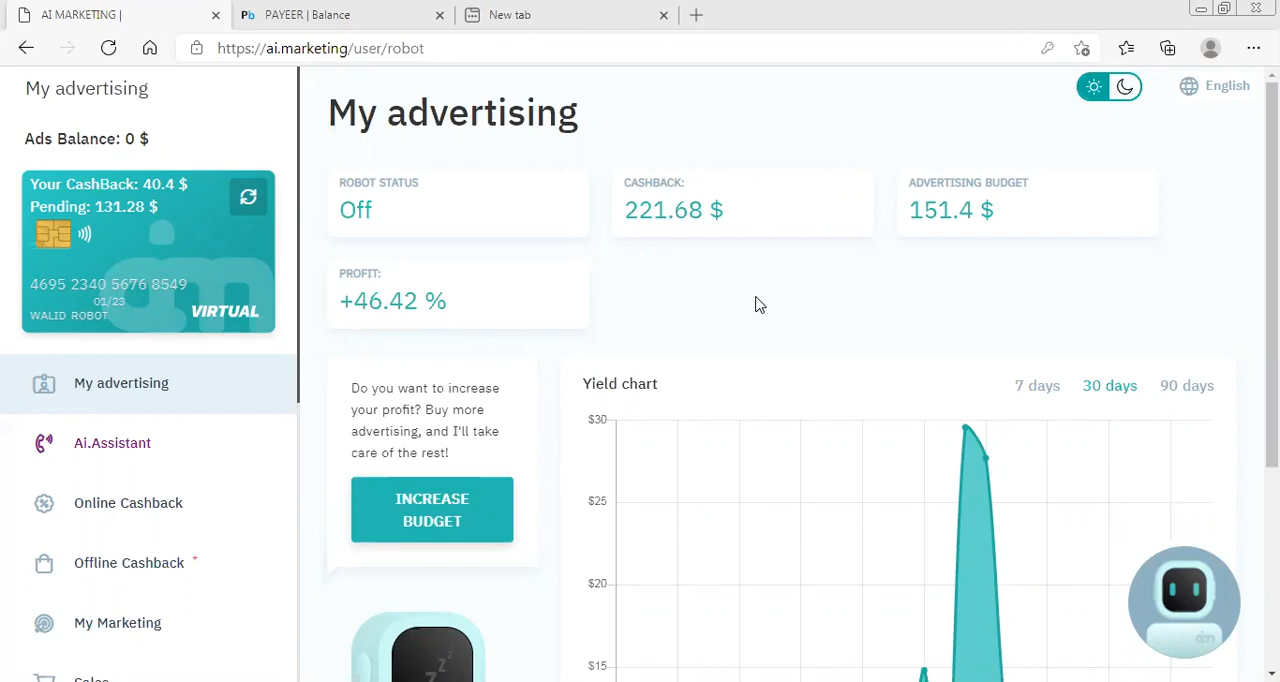 AI MARKETING |
PAYEER | Balance
New tab
https://ai.marketing/user/robot
My advertising
Ads Balance: 0 $
Your CashBack: 40.4 $
Pending: 131.28 $
4695 2340 5676 8549
01/23
WALID ROBOT
VIRTUAL
My advertising
Ai.Assistant
Online Cashback
Offline Cashback *
My Marketing
Sales
English
My advertising
ROBOT STATUS
Off
CASHBACK:
221.68 $
ADVERTISING BUDGET
151.4 $
PROFIT:
+46.42 %
Do you want to increase
your profit? Buy more
advertising, and I'll take
care of the rest!
INCREASE
BUDGET
Yield chart
7 days
30 days
90 days
$30
$25
$20
$15
z z z